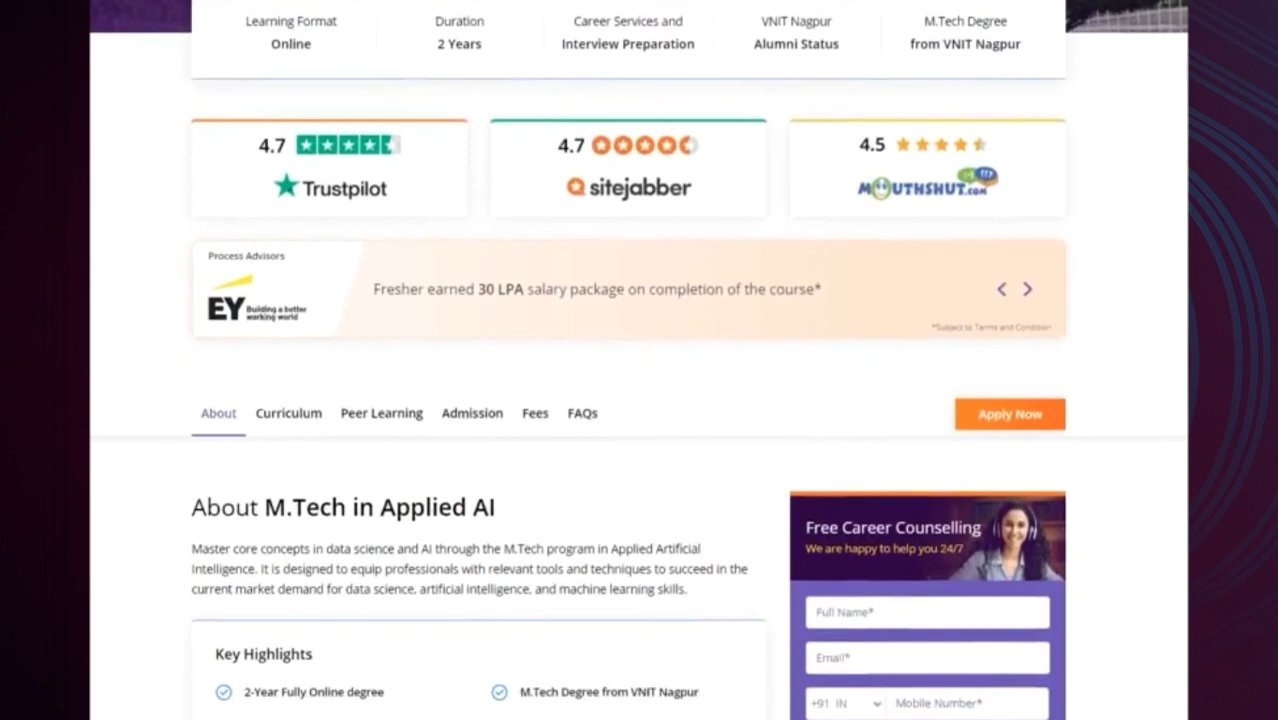 Learning Format
Online
Duration
2 Years
Career Services and
Interview Preparation
VNIT Nagpur
Alumni Status
M.Tech Degree
from VNIT Nagpur
4.7
Trustpilot
4.7
sitejabber
4.5
MOUTHSHUT.COM
Process Advisors
EY Building a better
working world
Fresher earned 30 LPA salary package on completion of the course*
*Subject to Terms and Condition
About Curriculum Peer Learning Admission Fees FAQs
Apply Now
About M.Tech in Applied AI
Master core concepts in data science and AI through the M.Tech program in Applied Artificial
Intelligence. It is designed to equip professionals with relevant tools and techniques to succeed in the
current market demand for data science, artificial intelligence, and machine learning skills.
Key Highlights
2-Year Fully Online degree
M.Tech Degree from VNIT Nagpur
Free Career Counselling
We are happy to help you 24/7
Full Name*
Email*
+91 IN Mobile Number*